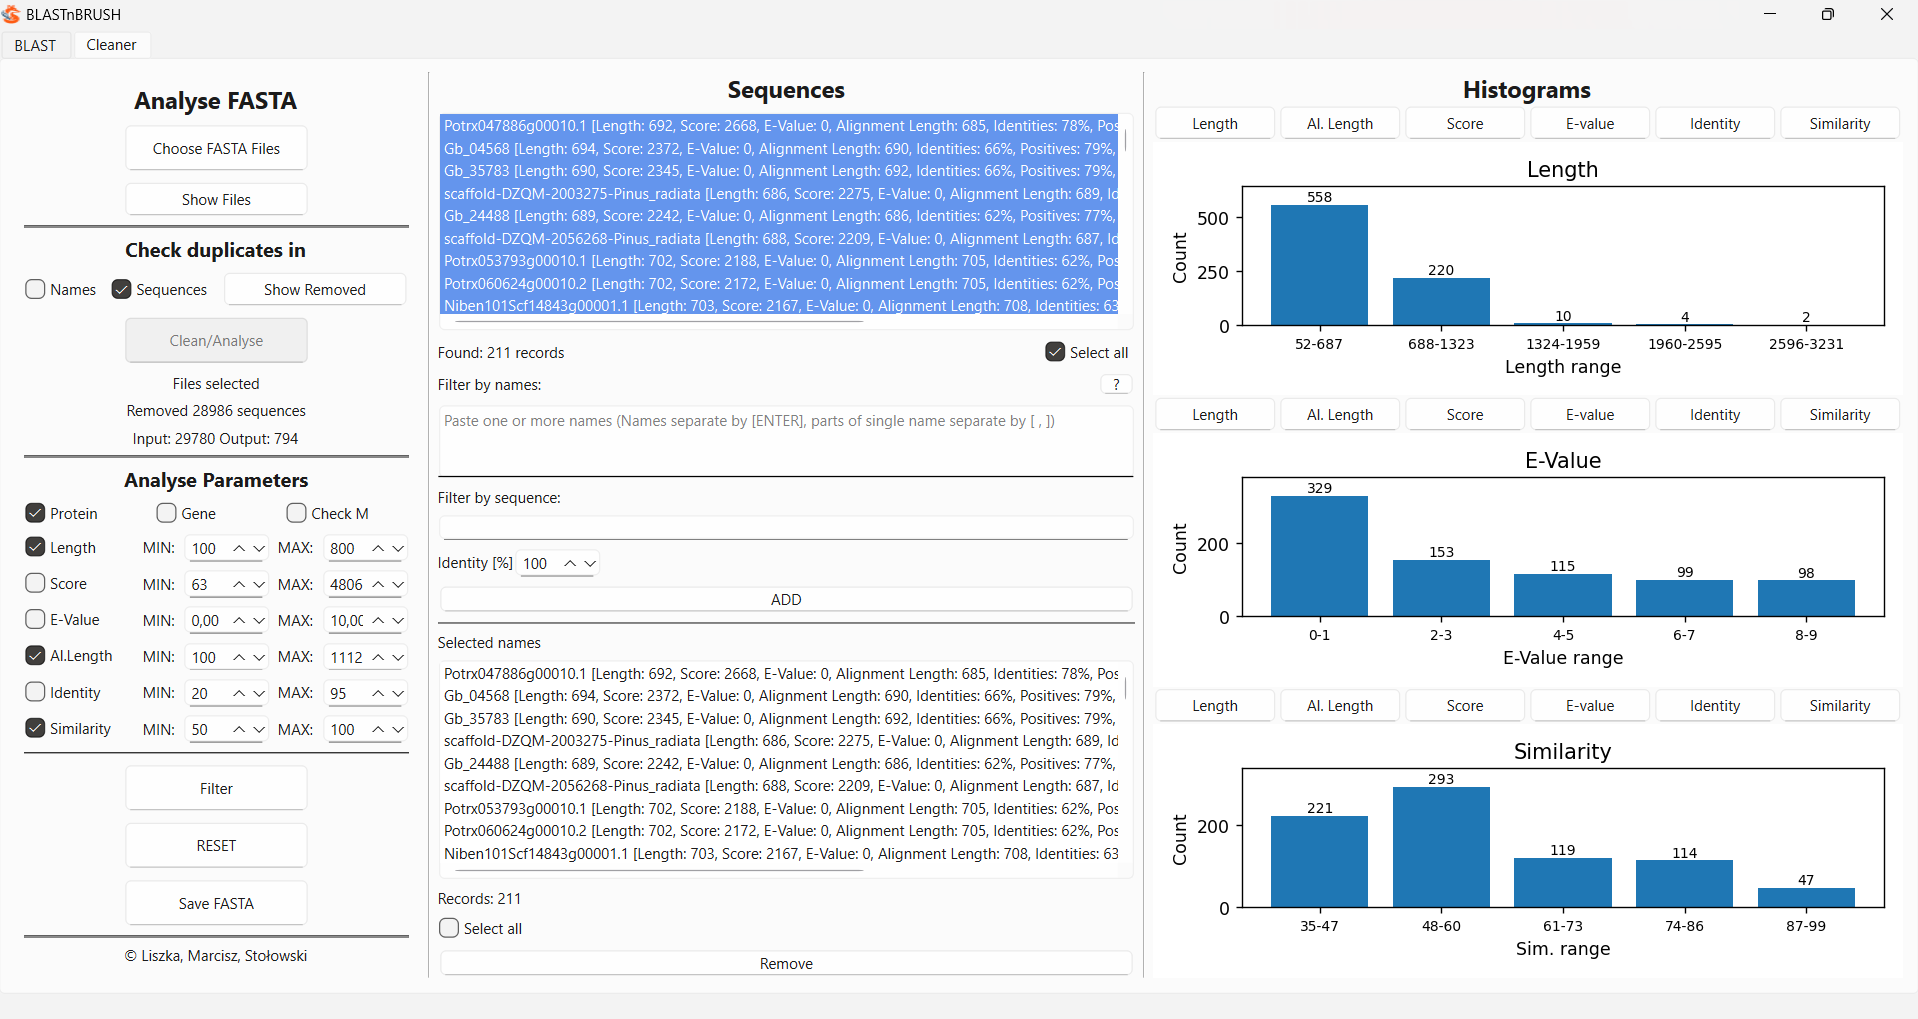 BLASTnBRUSH
BLAST
Cleaner
Analyse FASTA
Choose FASTA Files
Show Files
Check duplicates in
Names
Sequences
Show Removed
Clean/Analyse
Files selected
Removed 28986 sequences
Input: 29780 Output: 794
Analyse Parameters
Protein Gene Check M
Length MIN: 100 MAX: 800
Score MIN: 63 MAX: 4806
E-Value MIN: 0,00 MAX: 10,00
Al.Length MIN: 100 MAX: 1112
Identity MIN: 20 MAX: 95
Similarity MIN: 50 MAX: 100
Filter
RESET
Save FASTA
© Liszka, Marcisz, Stołowski
Sequences
Potrx047886g00010.1 [Length: 692, Score: 2668, E-Value: 0, Alignment Length: 685, Identities: 78%, Pos
Gb_04568 [Length: 694, Score: 2372, E-Value: 0, Alignment Length: 690, Identities: 66%, Positives: 79%,
Gb_35783 [Length: 690, Score: 2345, E-Value: 0, Alignment Length: 692, Identities: 66%, Positives: 79%,
scaffold-DZQM-2003275-Pinus_radiata [Length: 686, Score: 2275, E-Value: 0, Alignment Length: 689, Id
Gb_24488 [Length: 689, Score: 2242, E-Value: 0, Alignment Length: 686, Identities: 62%, Positives: 77%,
scaffold-DZQM-2056268-Pinus_radiata [Length: 688, Score: 2209, E-Value: 0, Alignment Length: 687, Id
Potrx053793g00010.1 [Length: 702, Score: 2188, E-Value: 0, Alignment Length: 705, Identities: 62%, Pos
Potrx060624g00010.2 [Length: 702, Score: 2172, E-Value: 0, Alignment Length: 705, Identities: 62%, Pos
Niben101Scf14843g00001.1 [Length: 703, Score: 2167, E-Value: 0, Alignment Length: 708, Identities: 63
Found: 211 records
Select all
Filter by names:
?
Paste one or more names (Names separate by [ENTER], parts of single name separate by [ , ])
Filter by sequence:
Identity [%] 100
ADD
Selected names
Potrx047886g00010.1 [Length: 692, Score: 2668, E-Value: 0, Alignment Length: 685, Identities: 78%, Pos
Gb_04568 [Length: 694, Score: 2372, E-Value: 0, Alignment Length: 690, Identities: 66%, Positives: 79%,
Gb_35783 [Length: 690, Score: 2345, E-Value: 0, Alignment Length: 692, Identities: 66%, Positives: 79%,
scaffold-DZQM-2003275-Pinus_radiata [Length: 686, Score: 2275, E-Value: 0, Alignment Length: 689, Id
Gb_24488 [Length: 689, Score: 2242, E-Value: 0, Alignment Length: 686, Identities: 62%, Positives: 77%,
scaffold-DZQM-2056268-Pinus_radiata [Length: 688, Score: 2209, E-Value: 0, Alignment Length: 687, Id
Potrx053793g00010.1 [Length: 702, Score: 2188, E-Value: 0, Alignment Length: 705, Identities: 62%, Pos
Potrx060624g00010.2 [Length: 702, Score: 2172, E-Value: 0, Alignment Length: 705, Identities: 62%, Pos
Niben101Scf14843g00001.1 [Length: 703, Score: 2167, E-Value: 0, Alignment Length: 708, Identities: 63
Records: 211
Select all
Remove
Histograms
Length Al. Length Score E-value Identity Similarity
Length
558
500
220
250
10
4
2
0
Count
52-687 688-1323 1324-1959 1960-2595 2596-3231
Length range
Length Al. Length Score E-value Identity Similarity
E-Value
329
200
153
115
99
98
0
Count
0-1 2-3 4-5 6-7 8-9
E-Value range
Length Al. Length Score E-value Identity Similarity
Similarity
221
293
200
119
114
47
0
Count
35-47 48-60 61-73 74-86 87-99
Sim. range